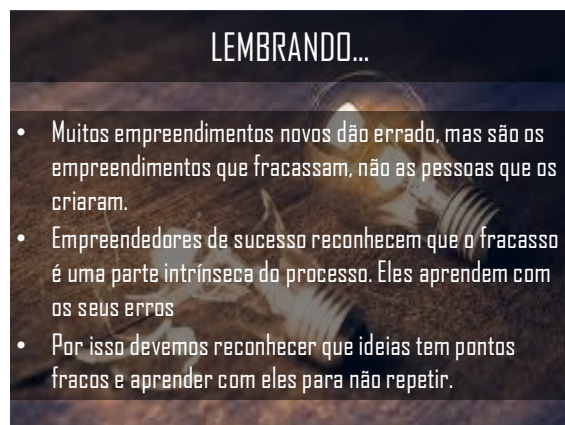 LEMBRANDO...
• Muitos empreendimentos novos dão errado, mas são os
empreendimentos que fracassam, não as pessoas que os
criaram.
• Empreendedores de sucesso reconhecem que o fracasso
é uma parte intrínseca do processo. Eles aprendem com
os seus erros
• Por isso devemos reconhecer que ideias tem pontos
fracos e aprender com eles para não repetir.